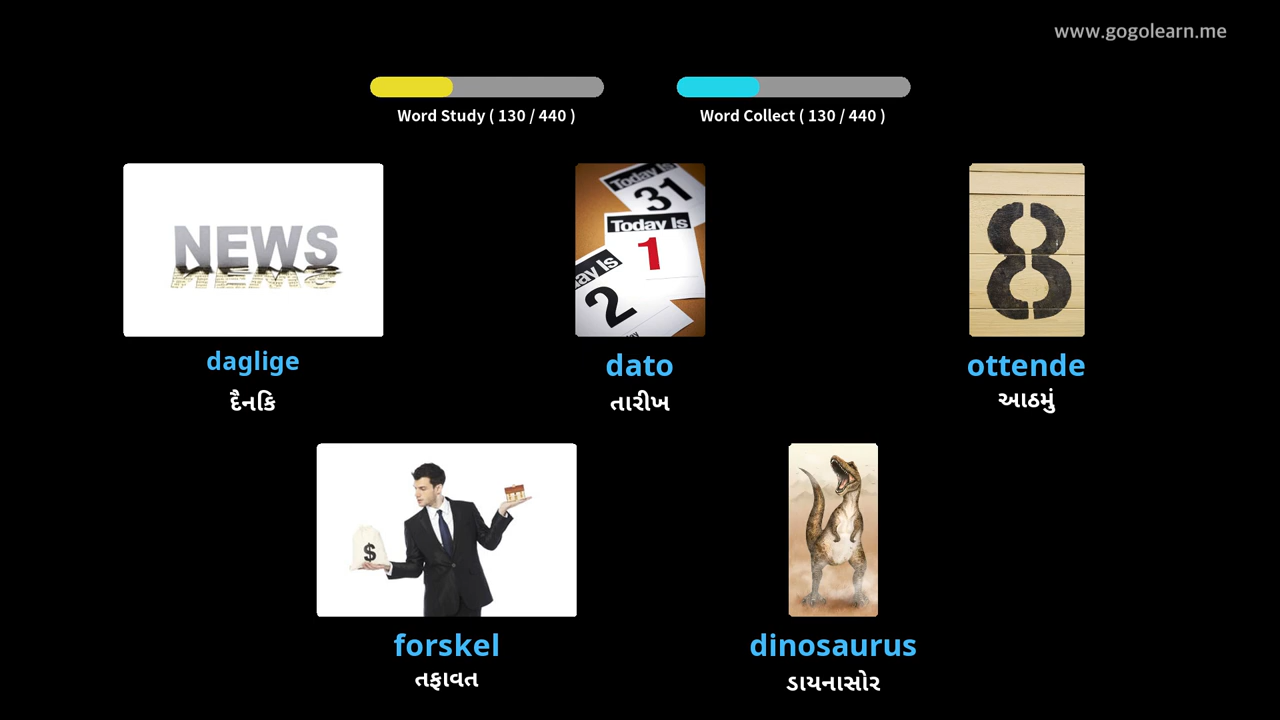 www.gogolearn.me
Word Study ( 130 / 440 )
Word Collect ( 130 / 440 )
NEWS
Today Is
31
Today Is
1
ay Is
2
8
daglige
દૈનિક
dato
તારીખ
ottende
આઠમું
$
forskel
તફાવત
dinosaurus
ડાયનાસોર